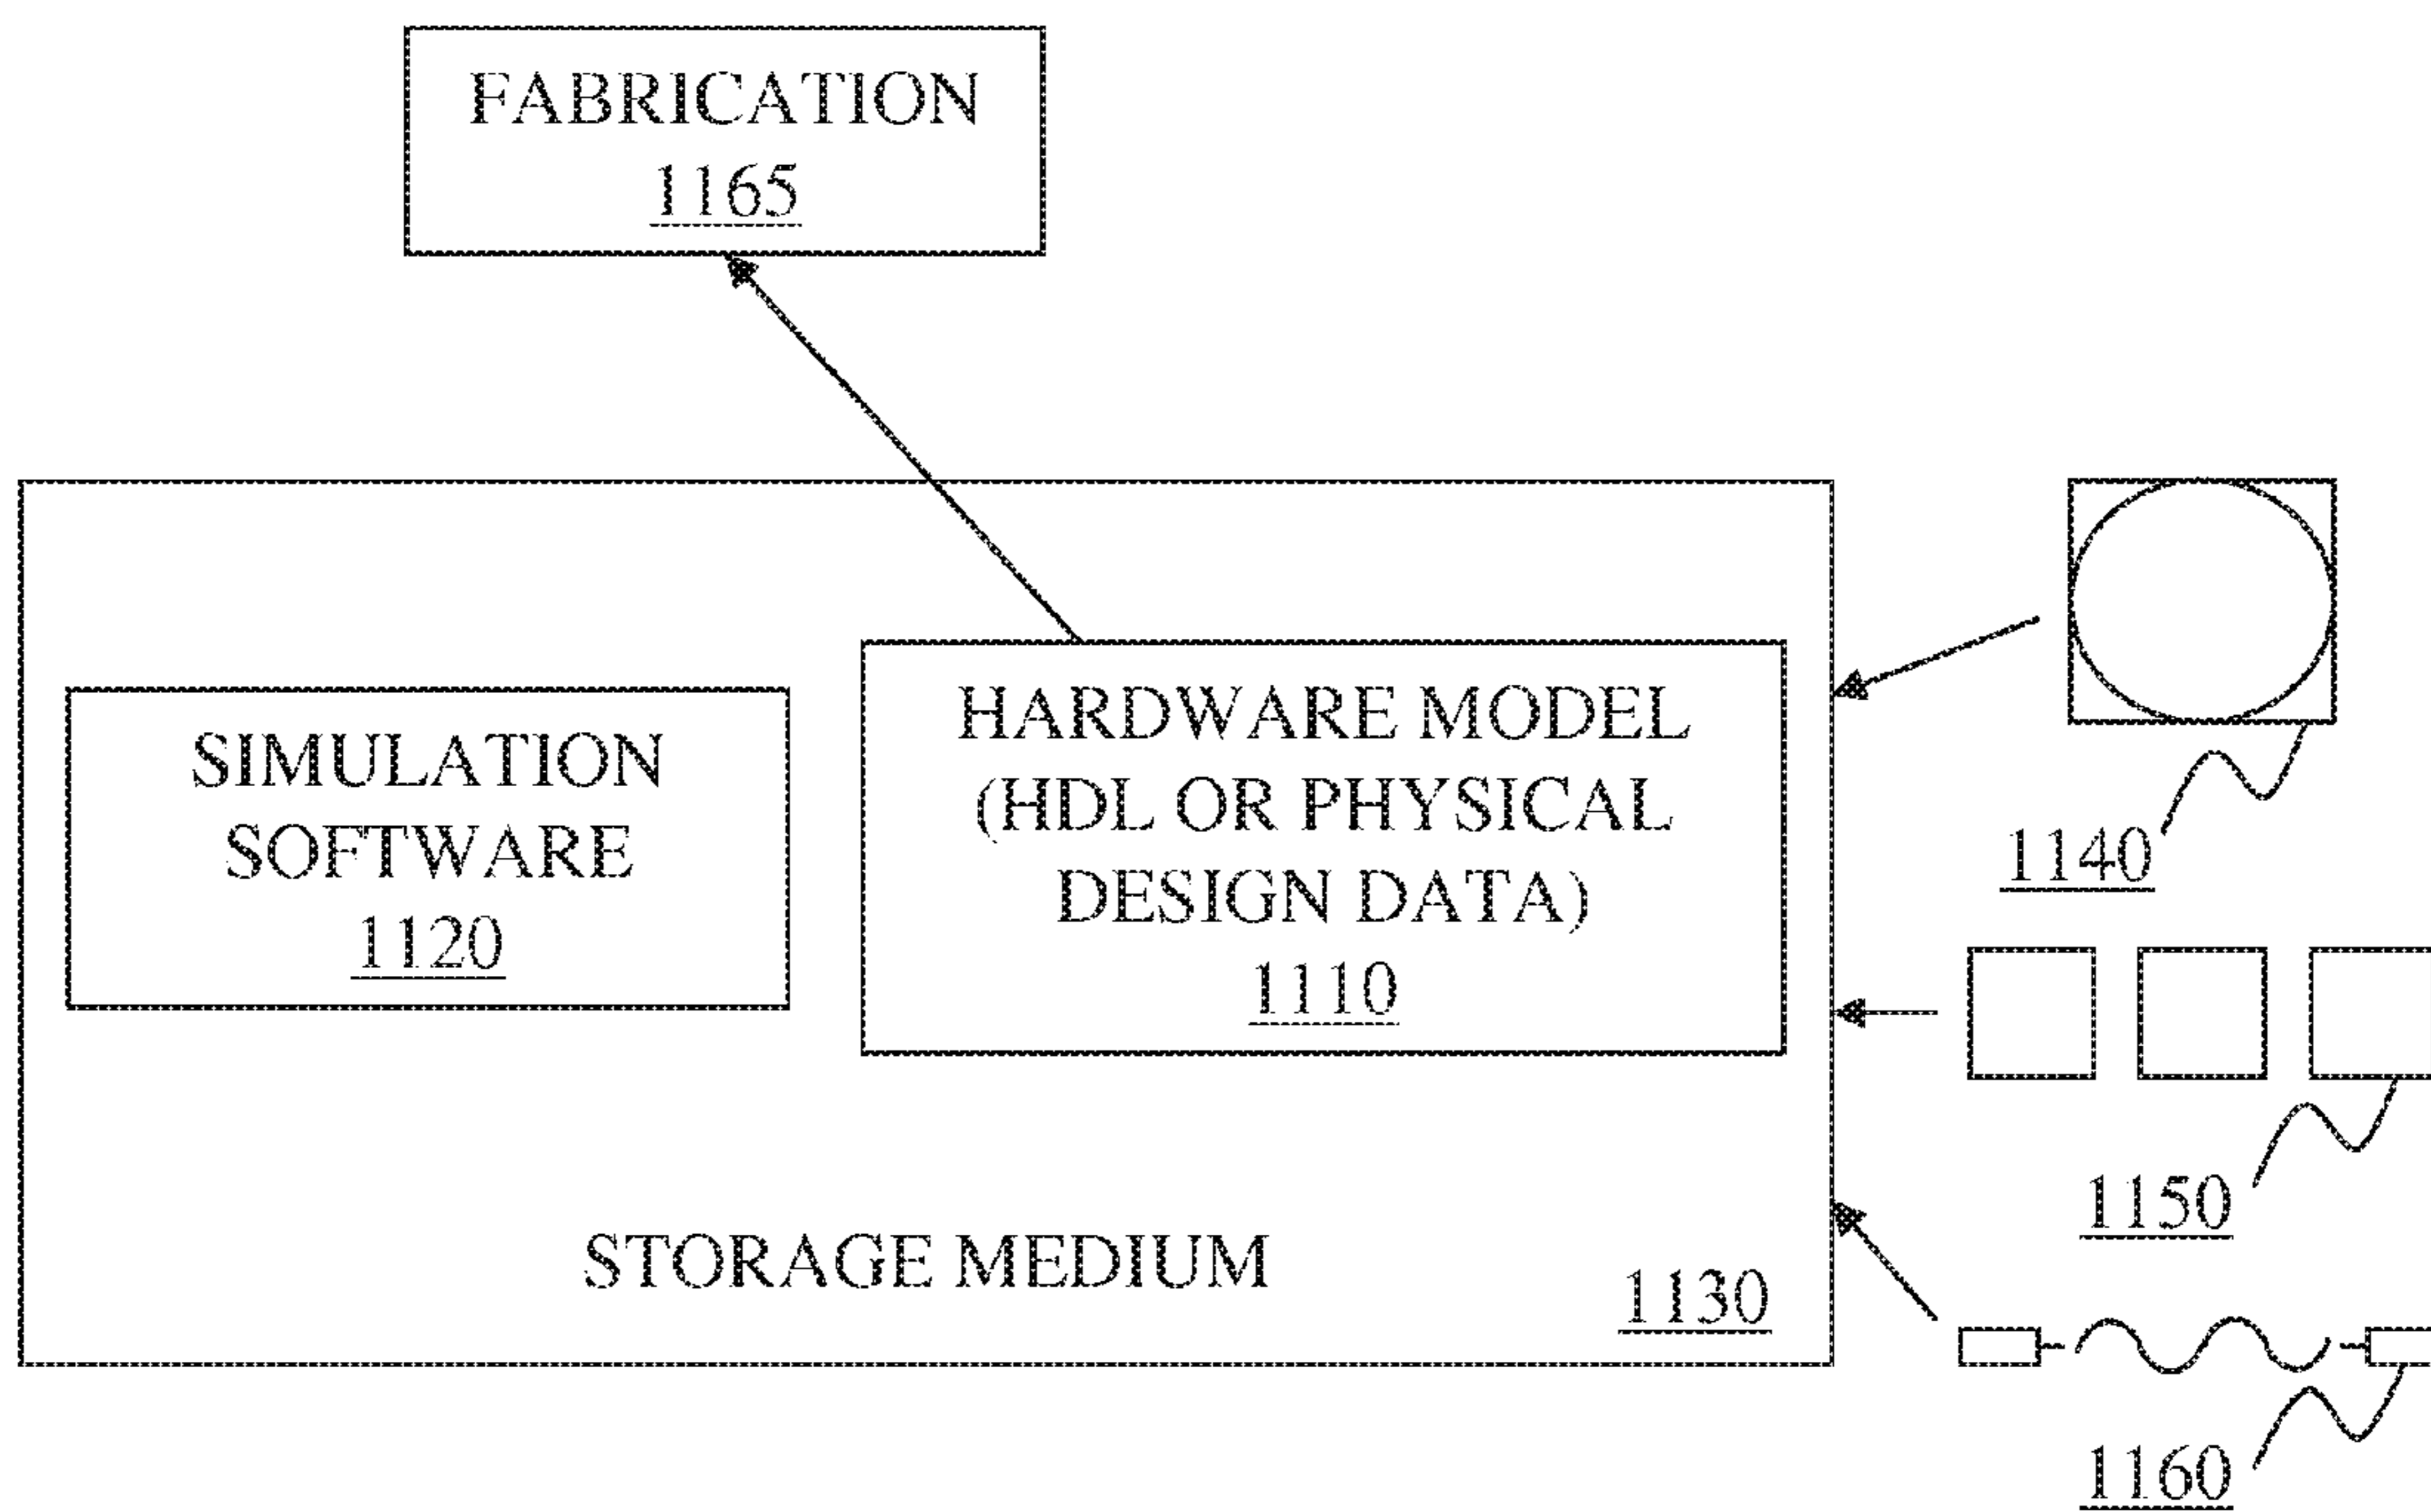 FABRICATION
1165
SIMULATION
SOFTWARE
1120
HARDWARE MODEL
(HDL OR PHYSICAL
DESIGN DATA)
1110
STORAGE MEDIUM
1130
1140
1150
1160